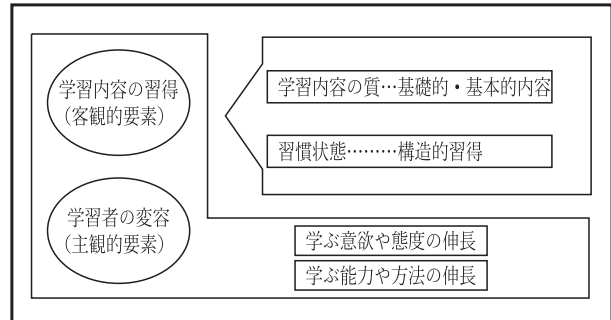 学習内容の習得
（客観的要素）
学習内容の質…基礎的・基本的内容
習慣状態………構造的習得
学習者の変容
（主観的要素）
学ぶ意欲や態度の伸長
学ぶ能力や方法の伸長